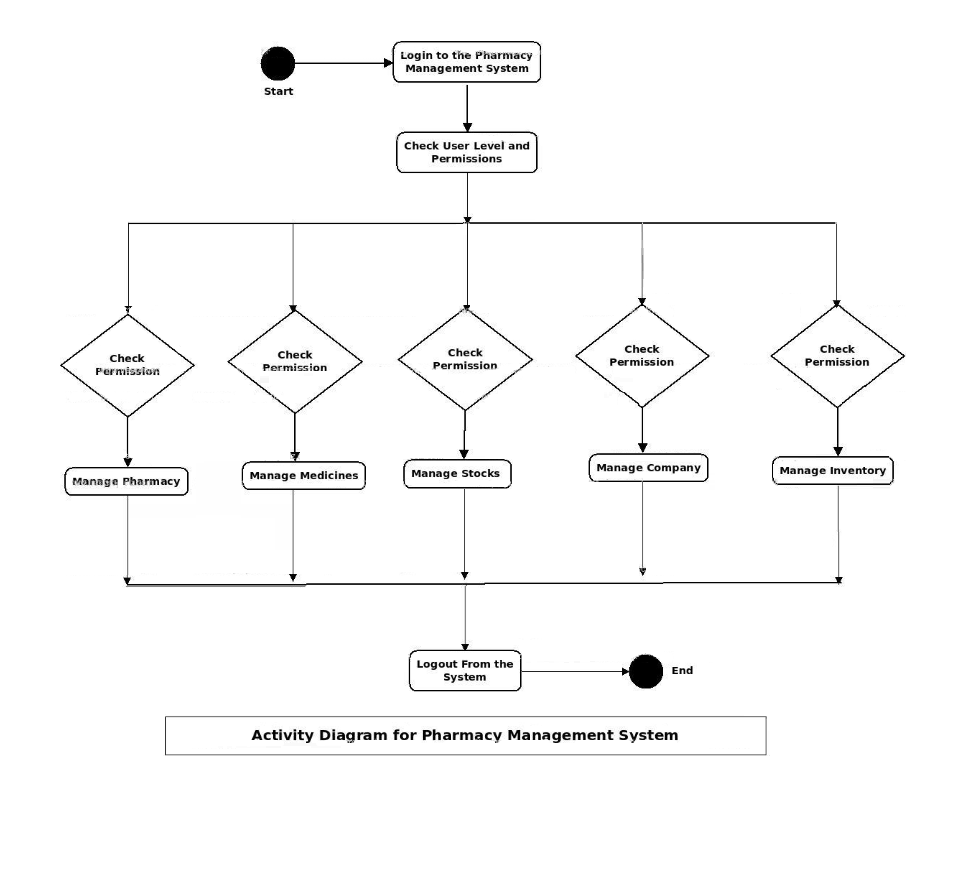 Login to the Pharmacy
Management System
Start
Check User Level and
Permissions
Check
Permission
Check
Permission
Check
Permission
Check
Permission
Check
Permission
Manage Pharmacy
Manage Medicines
Manage Stocks
Manage Company
Manage Inventory
Logout From the
System
End
Activity Diagram for Pharmacy Management System